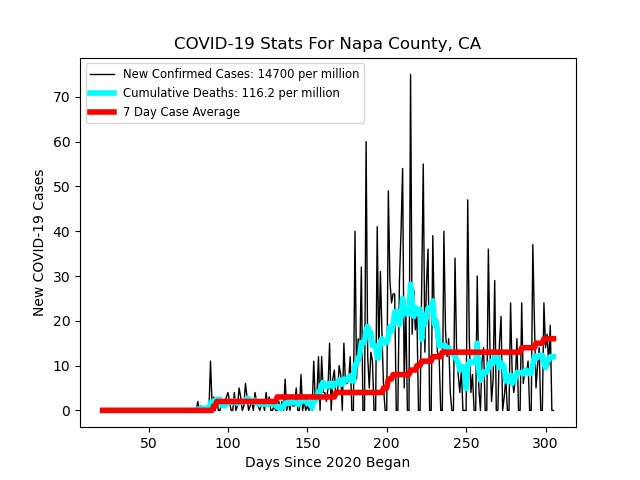 COVID-19 Stats For Napa County, CA
New Confirmed Cases: 14700 per million
Cumulative Deaths: 116.2 per million
7 Day Case Average
New COVID-19 Cases
70
60
50
40
30
20
10
0
50 100 150 200 250 300
Days Since 2020 Began